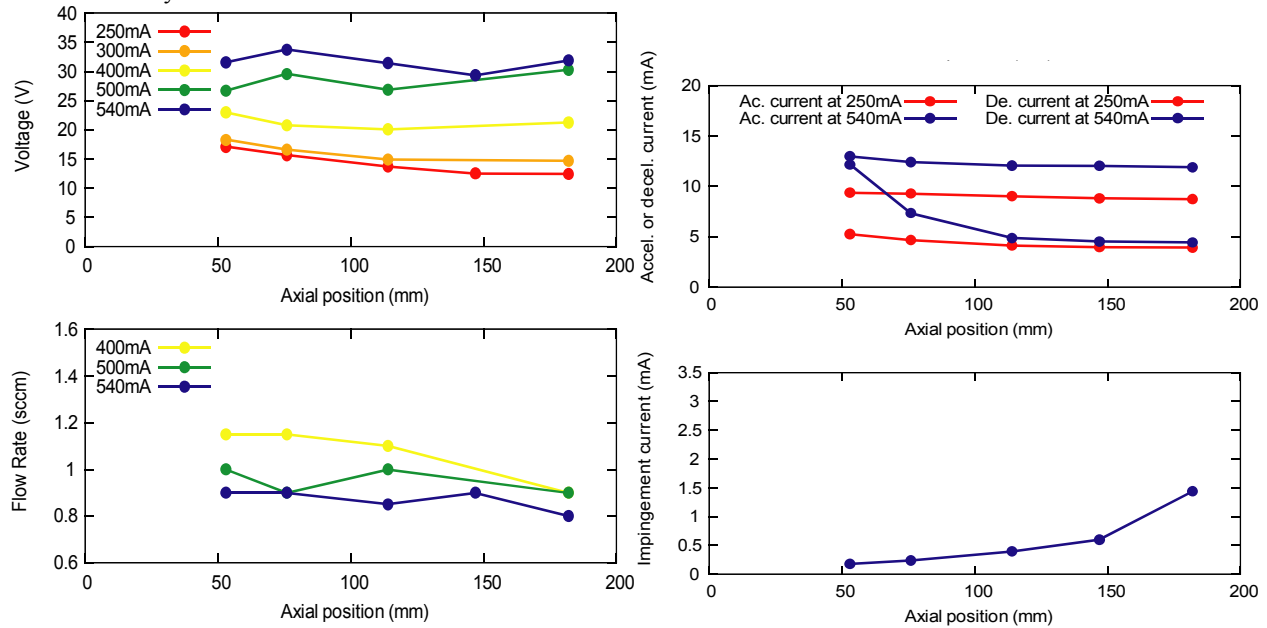 40
35
30
25
20
15
10
5
0
Voltage (V)
250mA
300mA
400mA
500mA
540mA
0 50 100 150 200
Axial position (mm)
20
15
10
5
0
Accel. or decel. current (mA)
Ac. current at 250mA De. current at 250mA
Ac. current at 540mA De. current at 540mA
0 50 100 150 200
Axial position (mm)
1.6
1.4
1.2
1
0.8
0.6
Flow Rate (sccm)
400mA
500mA
540mA
0 50 100 150 200
Axial position (mm)
3.5
3
2.5
2
1.5
1
0.5
0
Impingement current (mA)
0 50 100 150 200
Axial position (mm)